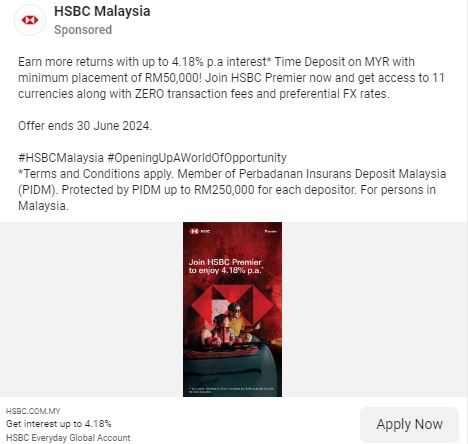 HSBC Malaysia
Sponsored
Earn more returns with up to 4.18% p.a interest* Time Deposit on MYR with
minimum placement of RM50,000! Join HSBC Premier now and get access to 11
currencies along with ZERO transaction fees and preferential FX rates.
Offer ends 30 June 2024.
#HSBCMalaysia #OpeningUpAWorldOfOpportunity
*Terms and Conditions apply. Member of Perbadanan Insurans Deposit Malaysia
(PIDM). Protected by PIDM up to RM250,000 for each depositor. For persons in
Malaysia.
HSBC Premier
Join HSBC Premier
to enjoy 4.18% p.a.*
HSBC.COM.MY
Get interest up to 4.18%
HSBC Everyday Global Account
Apply Now